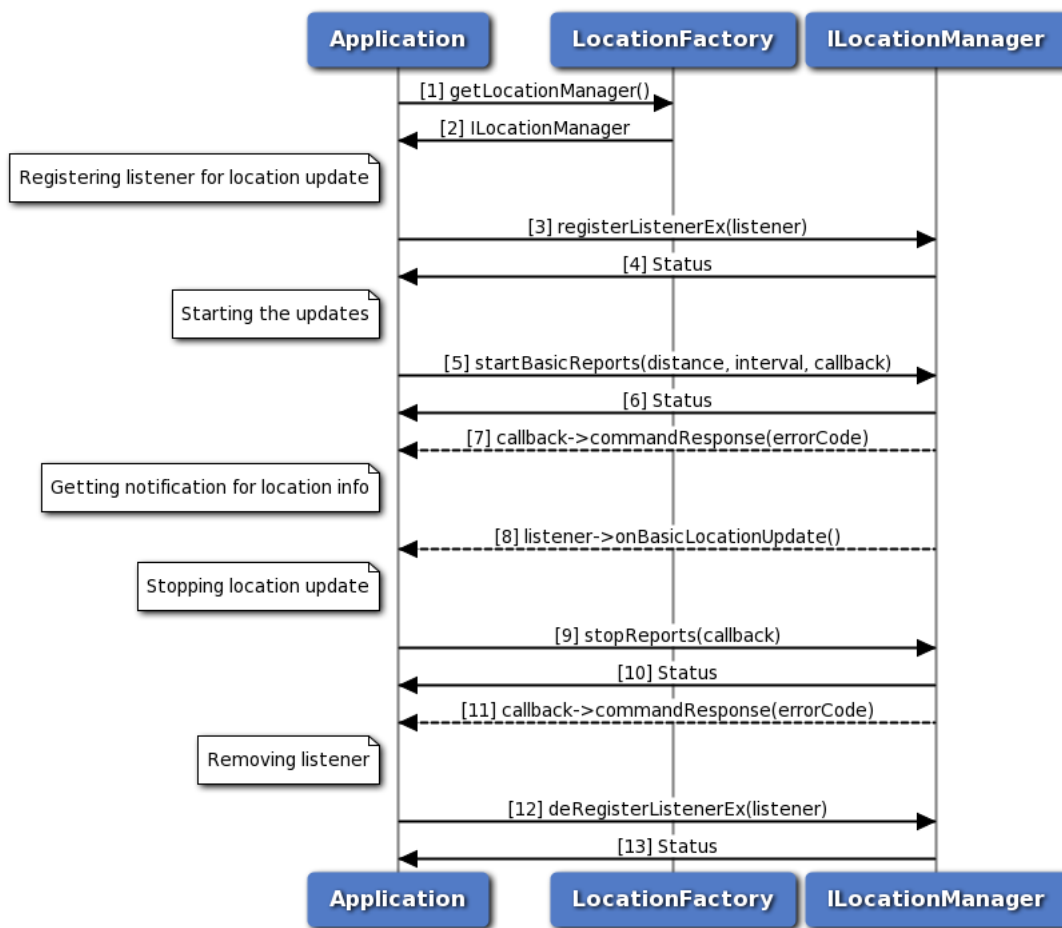 Application
LocationFactory
ILocationManager
[1] getLocationManager()
[2] ILocationManager
Registering listener for location update
[3] registerListenerEx(listener)
[4] Status
Starting the updates
[5] startBasicReports(distance, interval, callback)
[6] Status
[7] callback->commandResponse(errorCode)
Getting notification for location info
[8] listener->onBasicLocationUpdate()
Stopping location update
[9] stopReports(callback)
[10] Status
[11] callback->commandResponse(errorCode)
Removing listener
[12] deRegisterListenerEx(listener)
[13] Status
Application
LocationFactory
ILocationManager